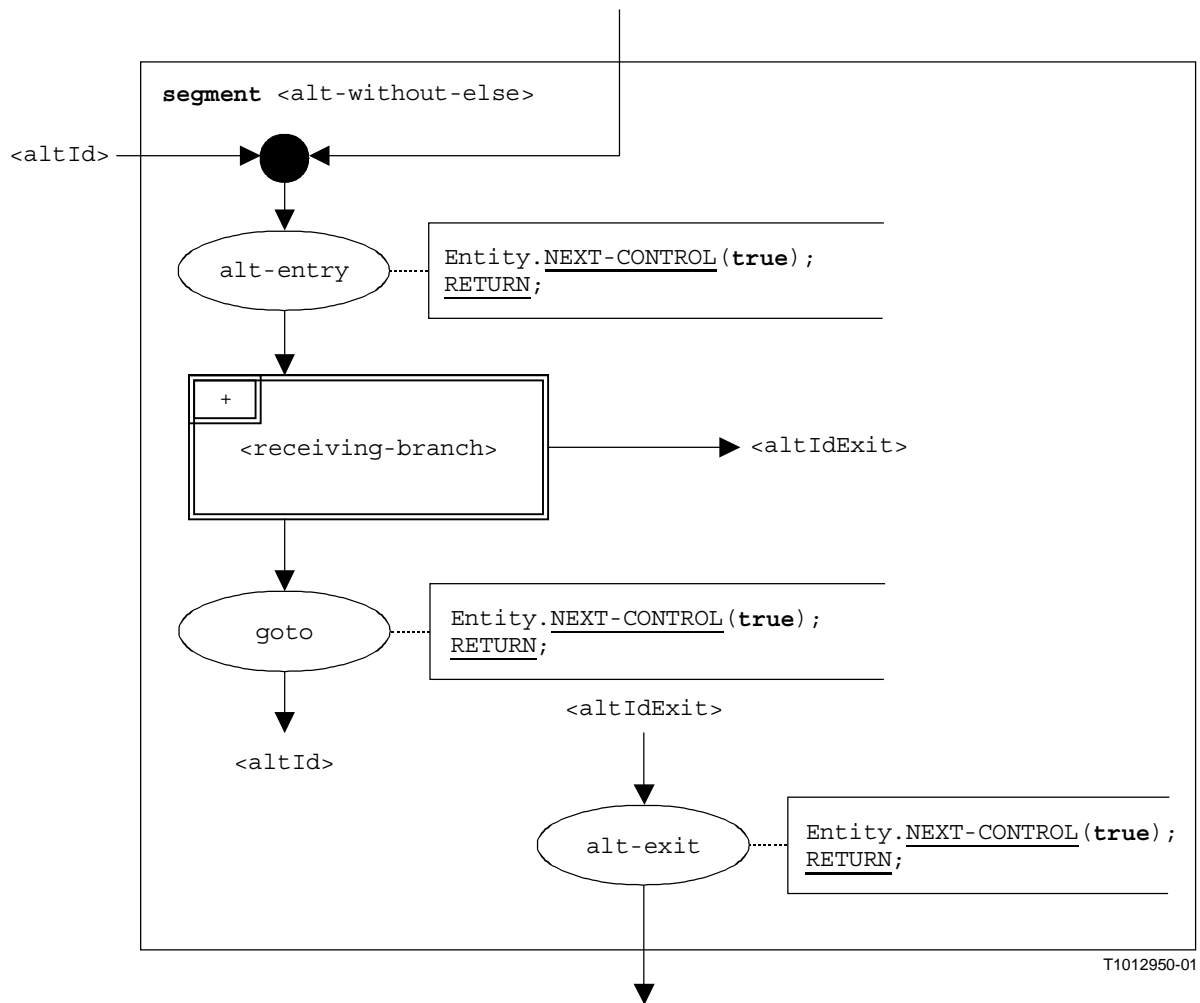 segment <alt-without-else>
<altId>
alt-entry
Entity.NEXT-CONTROL(true);
RETURN;
+
<receiving-branch>
<altIdExit>
goto
Entity.NEXT-CONTROL(true);
RETURN;
<altId>
<altIdExit>
alt-exit
Entity.NEXT-CONTROL(true);
RETURN;
T1012950-01